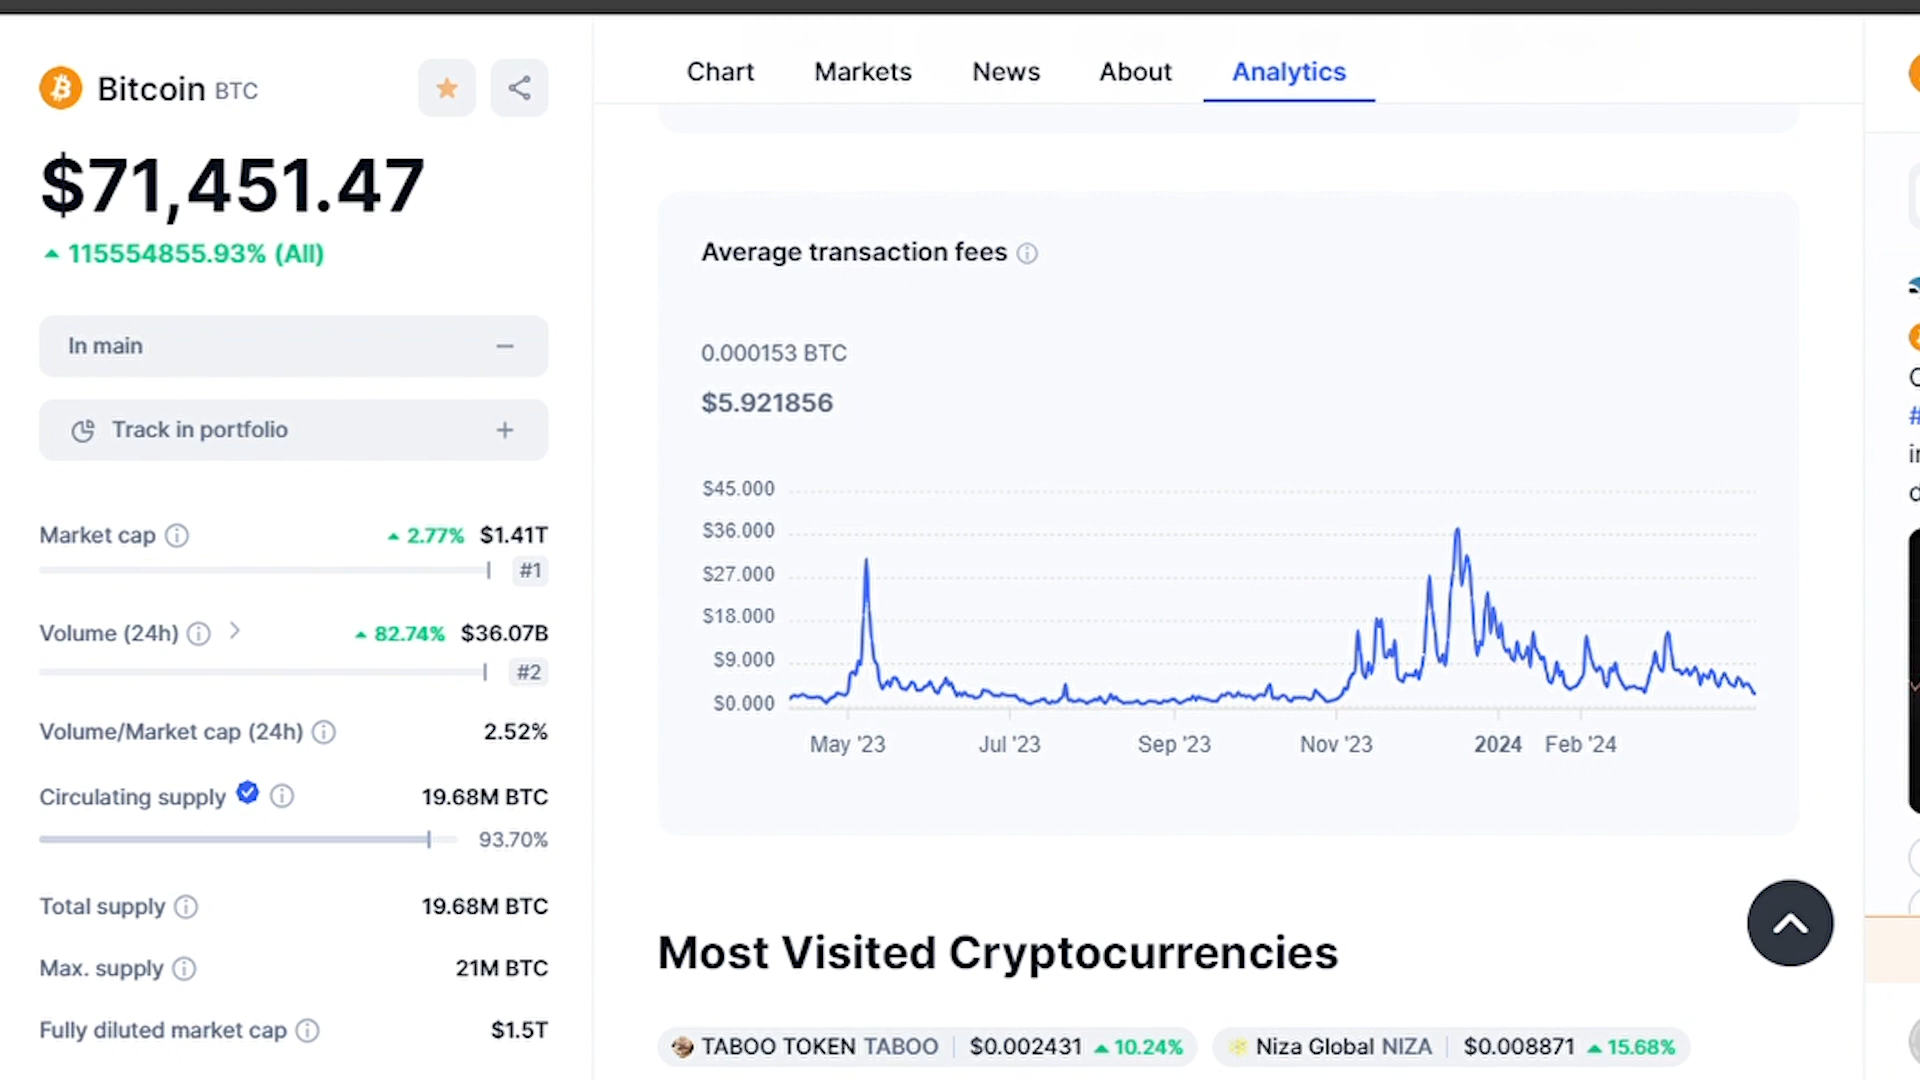 Bitcoin BTC
$71,451.47
115554855.93% (All)
In main
Track in portfolio
Market cap 2.77% $1.41T
#1
Volume (24h) 82.74% $36.07B
#2
Volume/Market cap (24h) 2.52%
Circulating supply 19.68M BTC
93.70%
Total supply 19.68M BTC
Max. supply 21M BTC
Fully diluted market cap $1.5T
Chart Markets News About Analytics
Average transaction fees
0.000153 BTC
$5.921856
$45.000
$36.000
$27.000
$18.000
$9.000
$0.000
May '23 Jul '23 Sep '23 Nov '23 2024 Feb '24
Most Visited Cryptocurrencies
TABOO TOKEN TABOO $0.002431 10.24% Niza Global NIZA $0.008871 15.68%